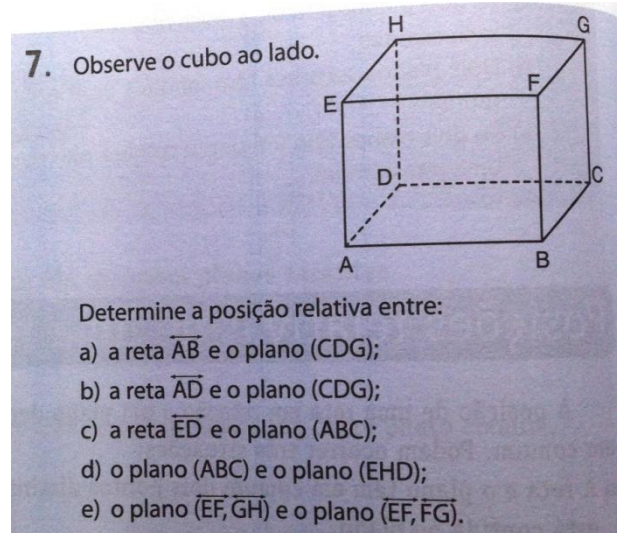 H
G
7. Observe o cubo ao lado.
E
F
D
C
A
B
Determine a posição relativa entre:
a) a reta AB e o plano (CDG);
b) a reta AD e o plano (CDG);
c) a reta ED e o plano (ABC);
d) o plano (ABC) e o plano (EHD);
e) o plano (EF, GH) e o plano (EF, FG).